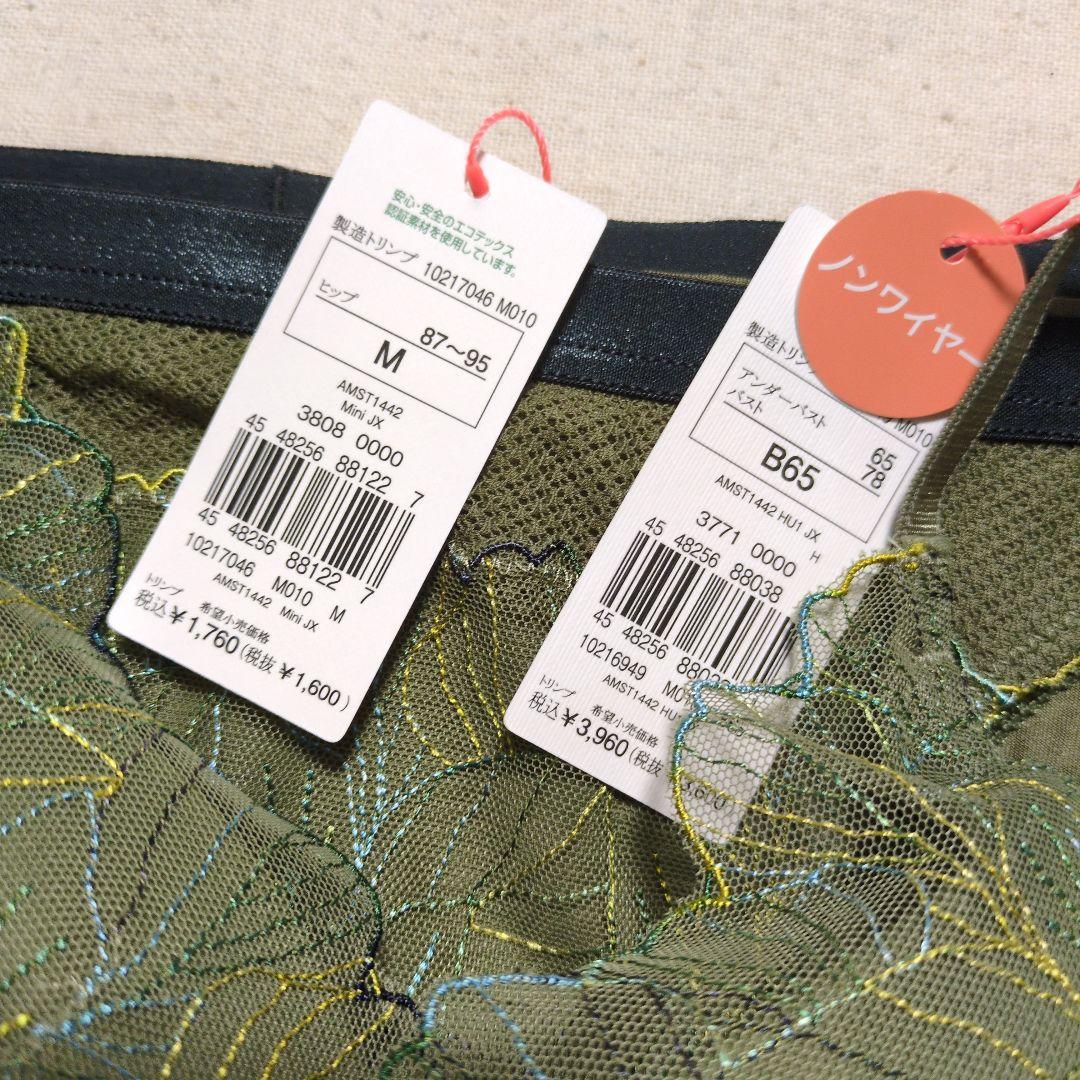 安心・安全のエコテックス
認証素材を使用しています。
製造トリンプ 10217046 M010
ヒップ 87〜95
M
AMST1442
Mini JX
3808 0000
45 48256 88122 7
45 48256 88122 7
10217046 M010 M
AMST1442 Mini JX
トリンプ 希望小売価格
税込¥1,760(税抜¥1,600)
ノンワイヤー
製造トリン
M010
アンダーバスト 65
バスト 78
B65
AMST1442 HU1 JX H
3771 0000
45 48256 88038
45 48256
10216949
AMST1442 HU1
トリンプ 希望小売価格
税込¥3,960(税抜
,600)